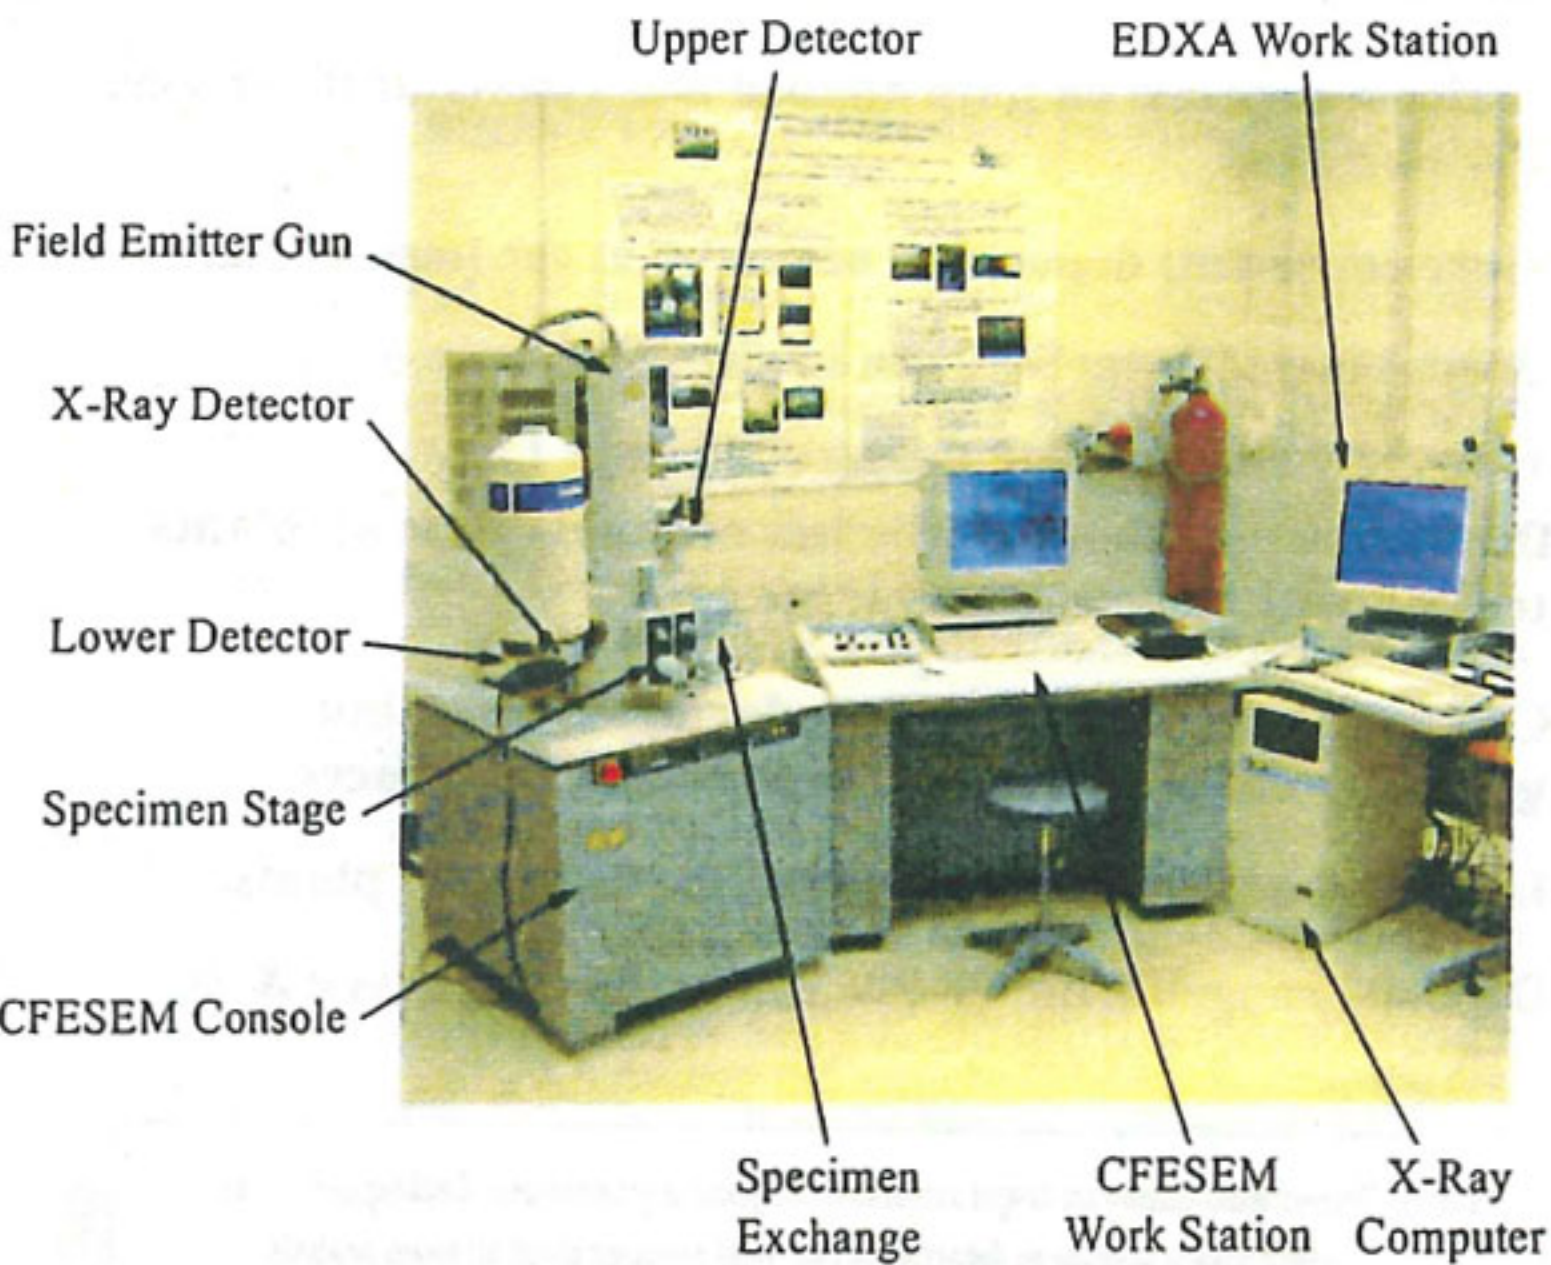 Upper Detector
EDXA Work Station
Field Emitter Gun
X-Ray Detector
Lower Detector
Specimen Stage
CFESEM Console
Specimen
Exchange
CFESEM
Work Station
X-Ray
Computer